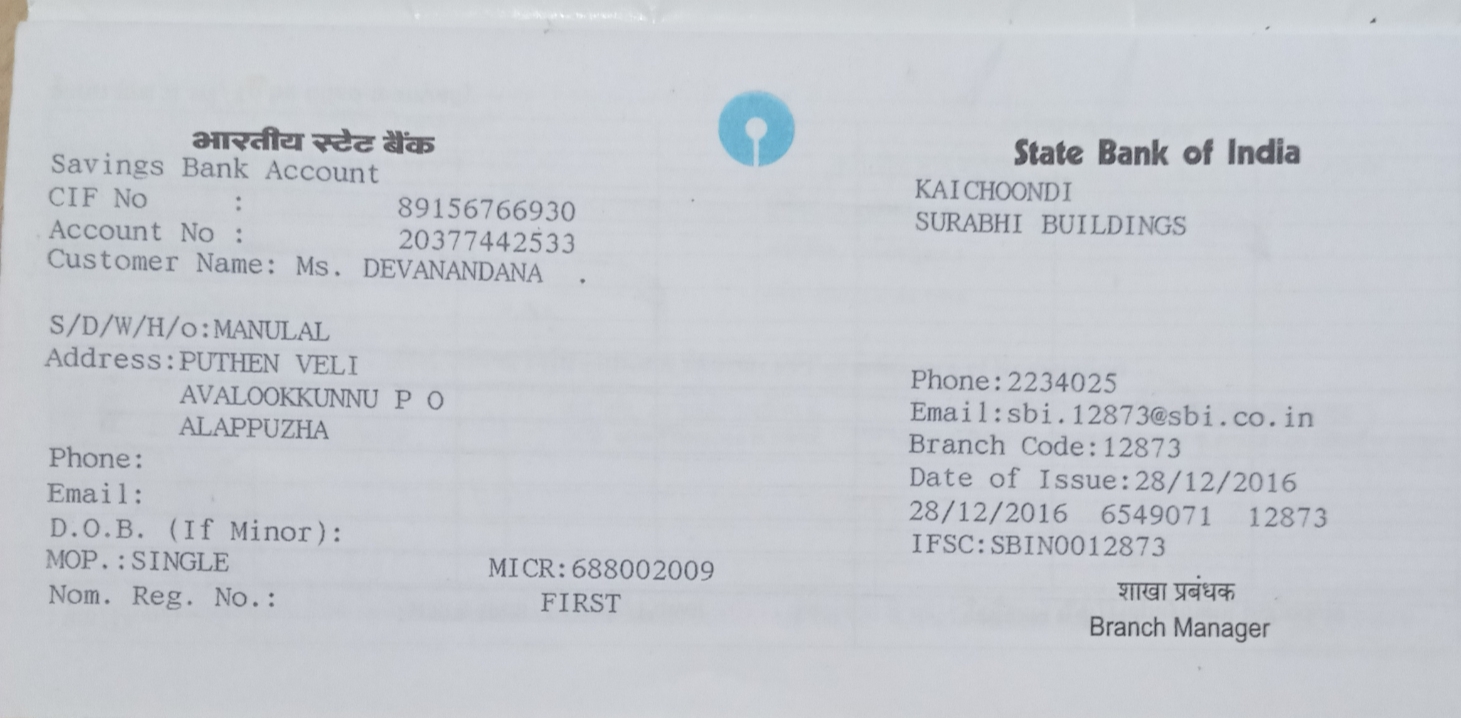 भारतीय स्टेट बैंक
Savings Bank Account
CIF No : 89156766930
Account No : 20377442533
Customer Name: Ms. DEVANANDANA .
S/D/W/H/o:MANULAL
Address:PUTHEN VELI
AVALOOKKUNNU P O
ALAPPUZHA
Phone:
Email:
D.O.B. (If Minor):
MOP.:SINGLE
MICR:688002009
Nom. Reg. No.:
FIRST
State Bank of India
KAICHOONDI
SURABHI BUILDINGS
Phone:2234025
Email:sbi.12873@sbi.co.in
Branch Code:12873
Date of Issue:28/12/2016
28/12/2016 6549071 12873
IFSC:SBIN0012873
शाखा प्रबंधक
Branch Manager